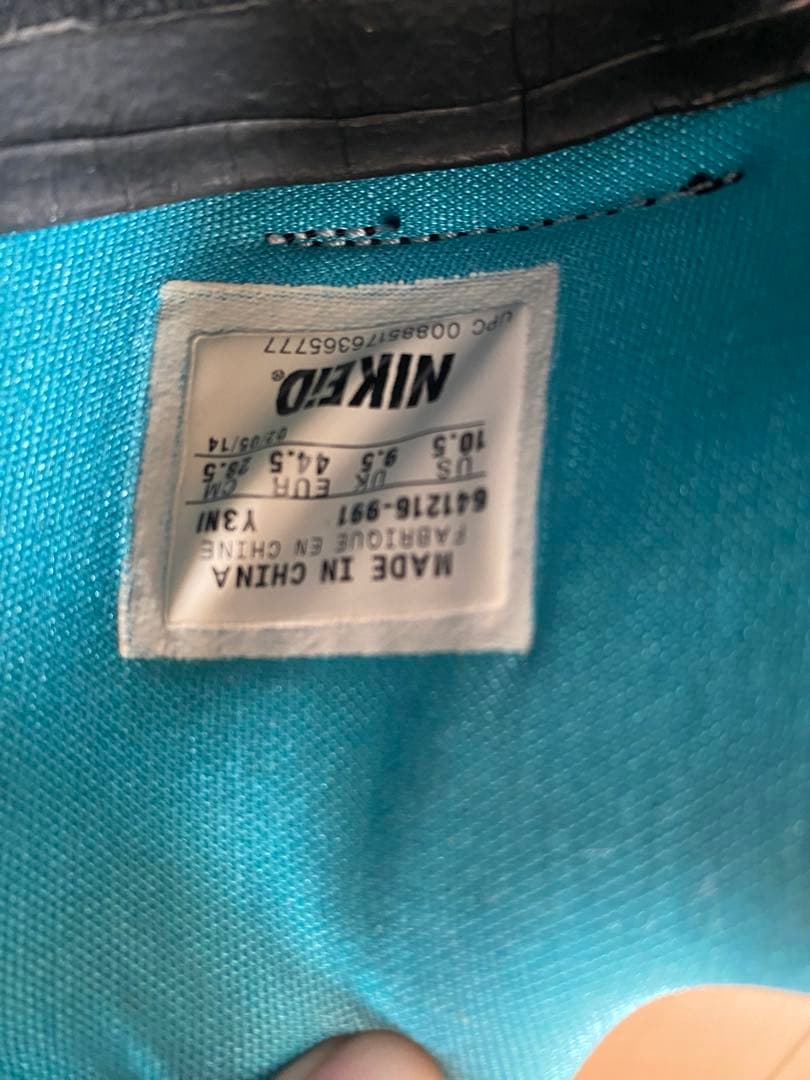 MADE IN CHINA
FABRIQUE EN CHINE
641216-991 Y3NI
US UK EUR CM
10.5 9.5 44.5 28.5
02/05/14
NIKEiD®
UPC 00885176365777